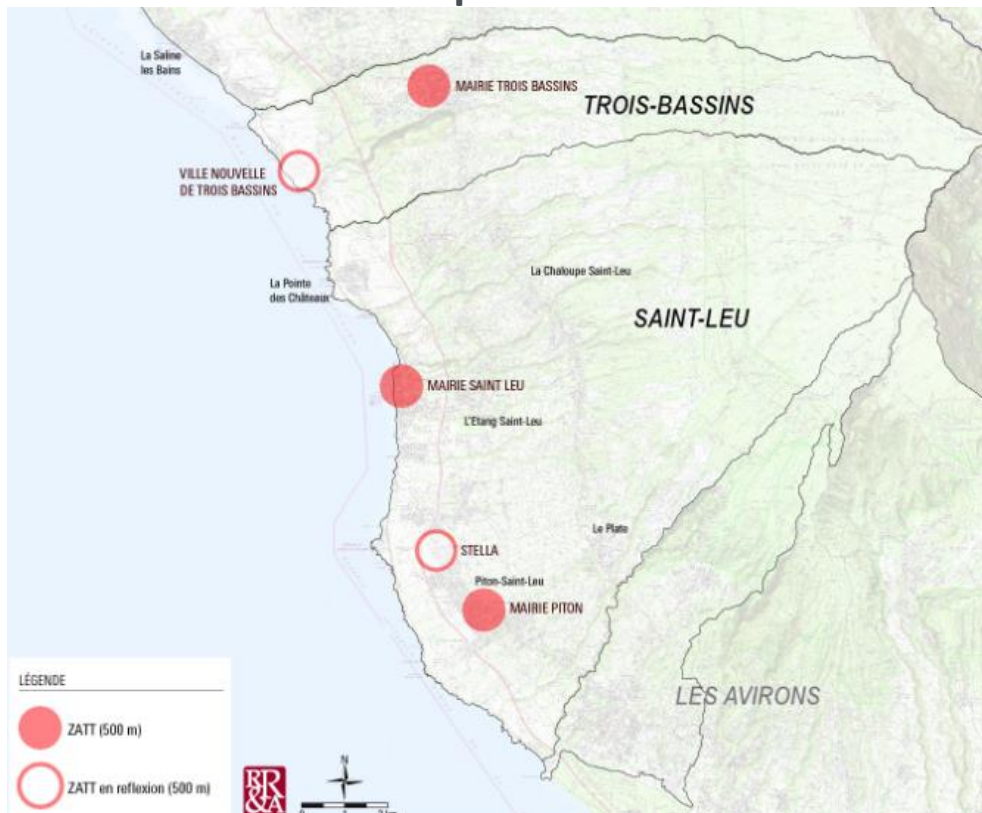 La Saline
les Bains
MAIRIE TROIS BASSINS
TROIS-BASSINS
VILLE NOUVELLE
DE TROIS BASSINS
La Chaloupe Saint-Leu
La Pointe
des Châteaux
SAINT-LEU
MAIRIE SAINT LEU
L'Etang Saint-Leu
Le Plate
STELLA
Piton-Saint-Leu
MAIRIE PITON
LES AVIRONS
LÉGENDE
ZATT (500 m)
ZATT en reflexion (500 m)
N